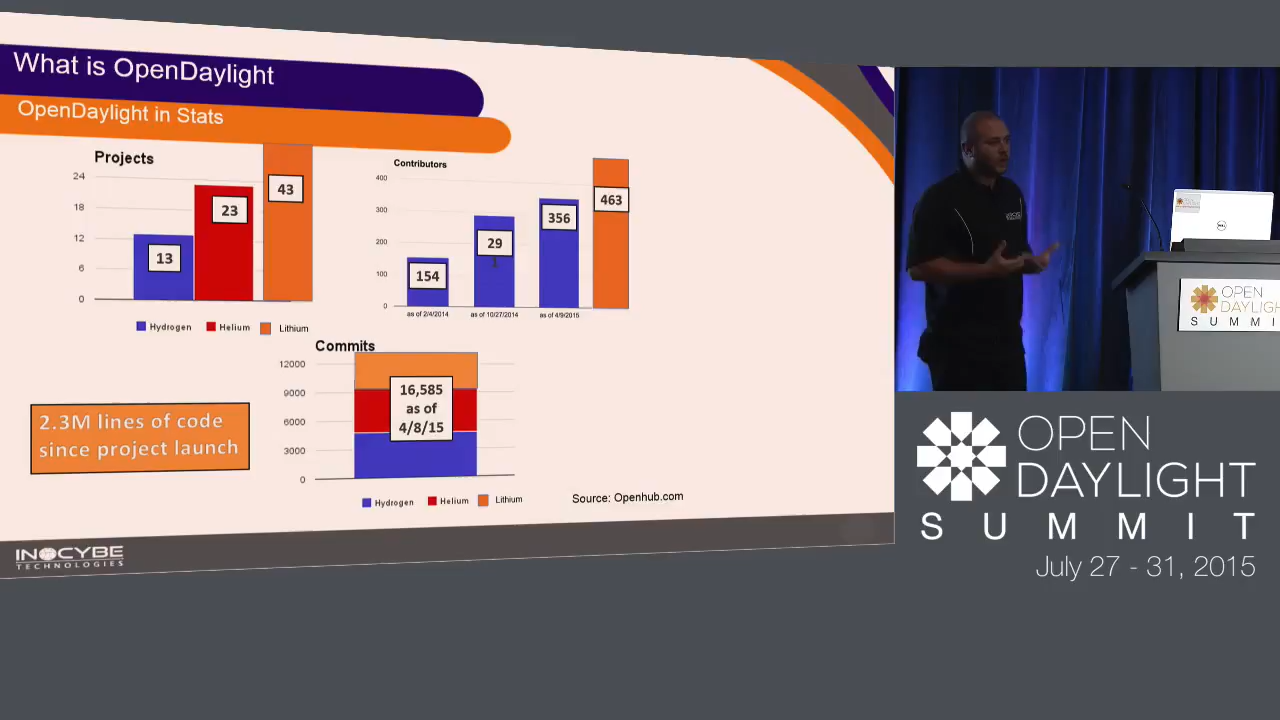 What is OpenDaylight
OpenDaylight in Stats
Projects
24
18
12
6
0
13
23
43
Hydrogen
Helium
Lithium
Contributors
400
300
200
100
0
154
29
1
356
463
as of 2/4/2014
as of 10/27/2014
as of 4/9/2015
Commits
12000
9000
6000
3000
0
16,585
as of
4/8/15
Hydrogen
Helium
Lithium
2.3M lines of code
since project launch
Source: Openhub.com
INOCYBE
TECHNOLOGIES
OPEN
DAYLIGHT
SUMMI
OPEN
DAYLIGHT
SUMMIT
July 27 - 31, 2015